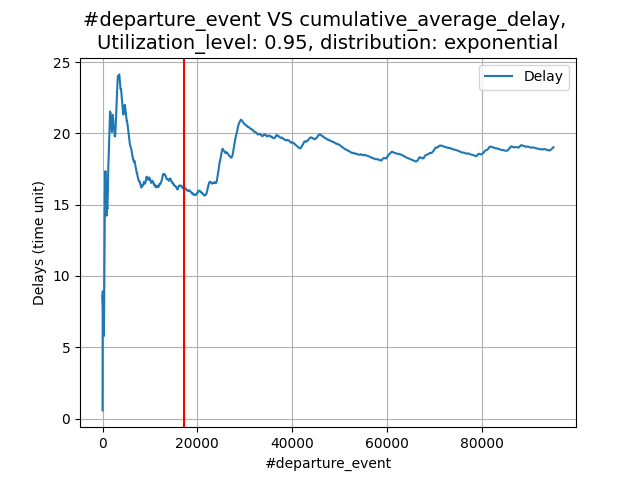 #departure_event VS cumulative_average_delay,
Utilization_level: 0.95, distribution: exponential
Delay
25
20
15
10
5
0
Delays (time unit)
0 20000 40000 60000 80000
#departure_event